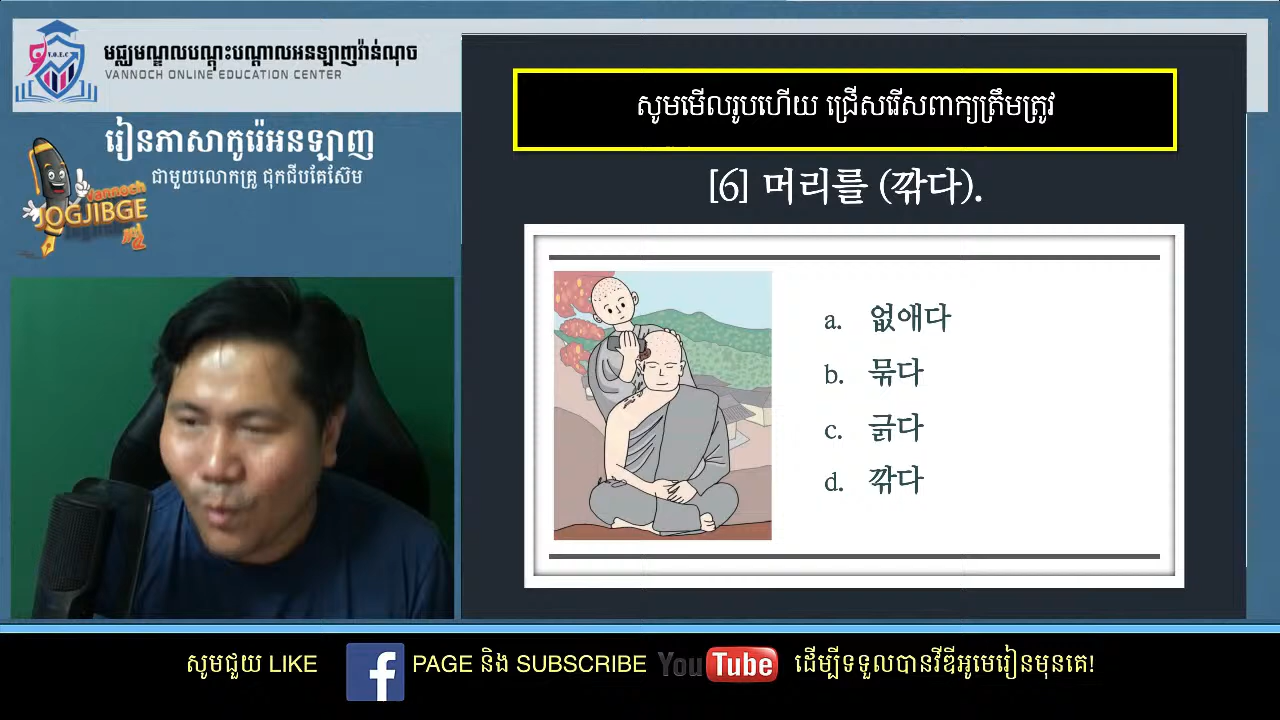 មជ្ឈមណ្ឌលបណ្តុះបណ្តាលអនឡាញវ៉ាន់ណុច
VANNOCH ONLINE EDUCATION CENTER
V.O.E.C
រៀនភាសាកូរ៉េអនឡាញ
ជាមួយលោកគ្រូ ជុកជីបគែស៊ែម
Vannoch
JOGJIBGE
សូមមើលរូបហើយ ជ្រើសរើសពាក្យត្រឹមត្រូវ
[6] 머리를 (깎다).
a. 없애다
b. 묶다
c. 긁다
d. 깎다
សូមជួយ LIKE f PAGE និង SUBSCRIBE YouTube ដើម្បីទទួលបានវីឌីអូមេរៀនមុនគេ!